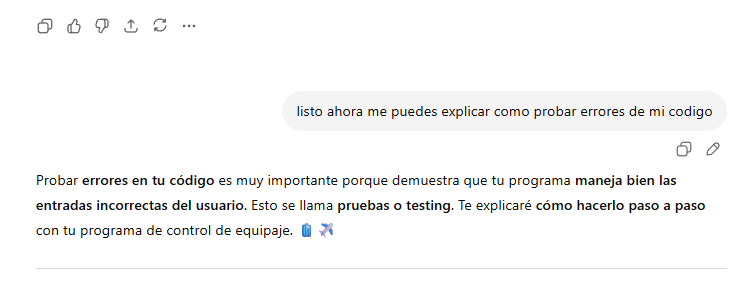 listo ahora me puedes explicar como probar errores de mi codigo
Probar errores en tu código es muy importante porque demuestra que tu programa maneja bien las
entradas incorrectas del usuario. Esto se llama pruebas o testing. Te explicaré cómo hacerlo paso a paso
con tu programa de control de equipaje. 🧳 ✈️